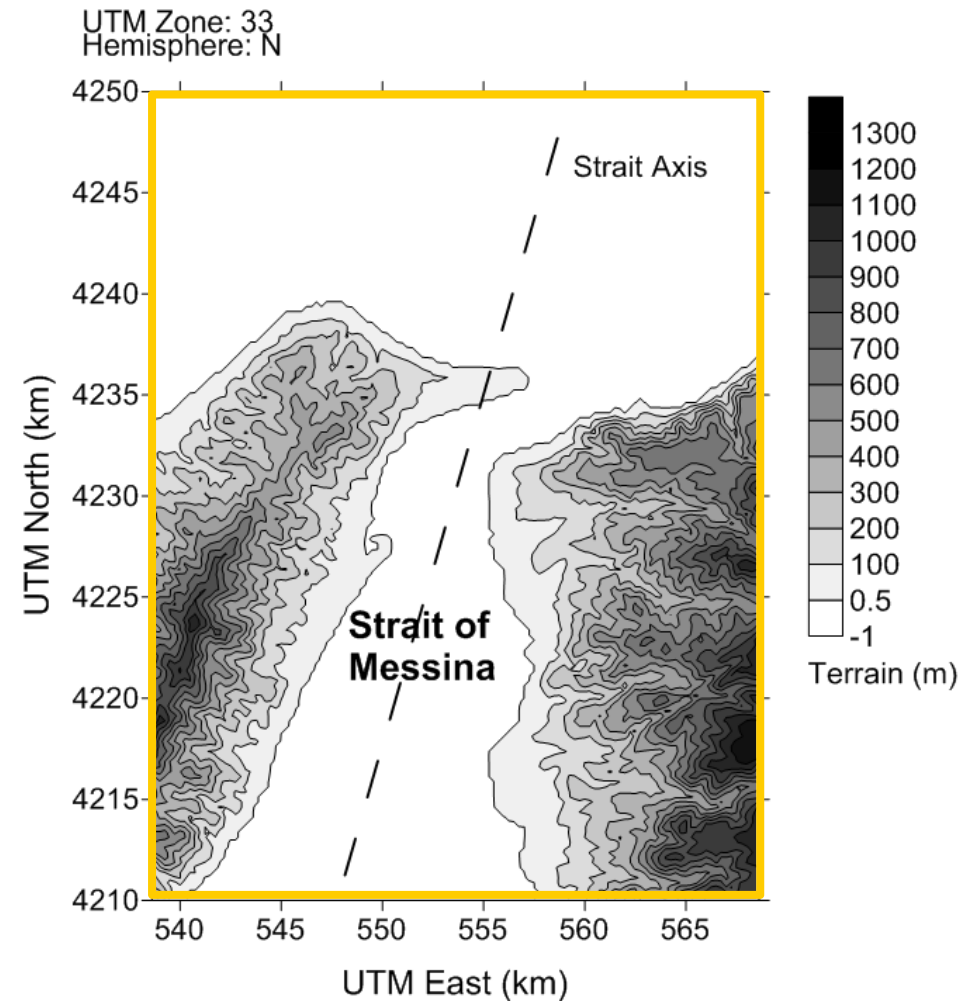 UTM Zone: 33
Hemisphere: N
4250
4245
4240
4235
4230
4225
4220
4215
4210
UTM North (km)
Strait Axis
Strait of
Messina
540 545 550 555 560 565
UTM East (km)
1300
1200
1100
1000
900
800
700
600
500
400
300
200
100
0.5
-1
Terrain (m)